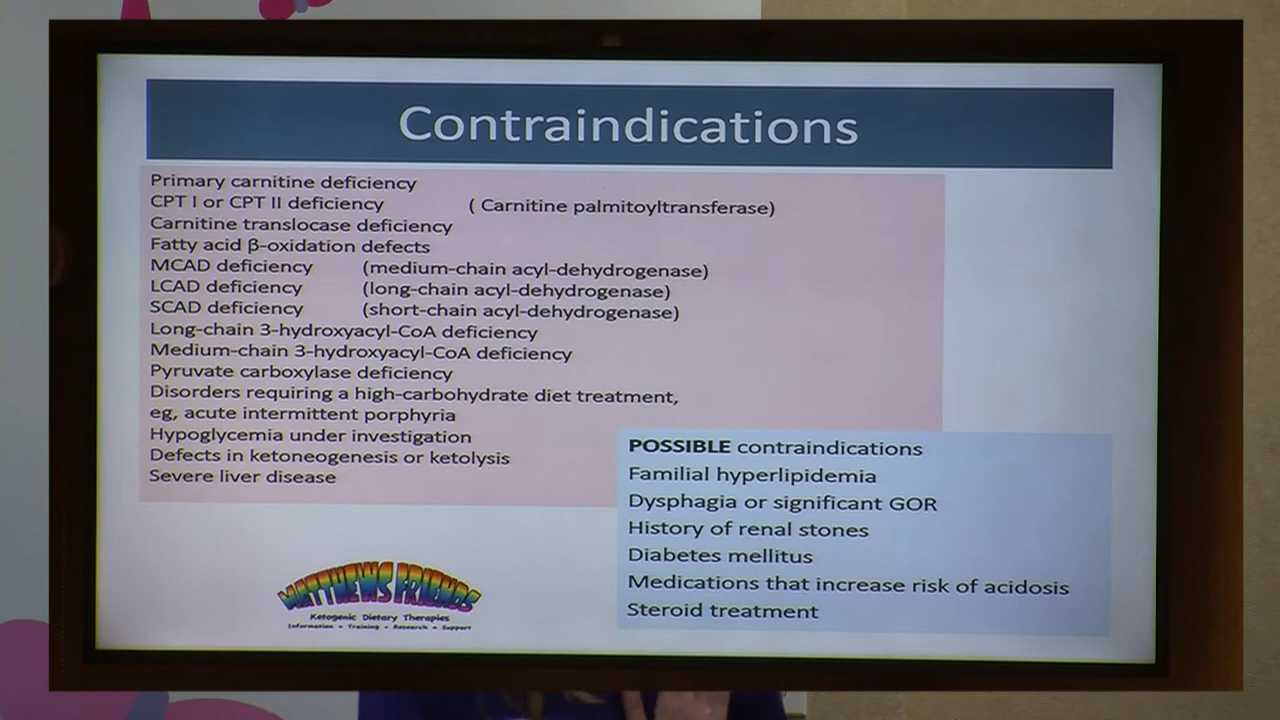 Contraindications
Primary carnitine deficiency
CPT I or CPT II deficiency ( Carnitine palmitoyltransferase)
Carnitine translocase deficiency
Fatty acid β-oxidation defects
MCAD deficiency (medium-chain acyl-dehydrogenase)
LCAD deficiency (long-chain acyl-dehydrogenase)
SCAD deficiency (short-chain acyl-dehydrogenase)
Long-chain 3-hydroxyacyl-CoA deficiency
Medium-chain 3-hydroxyacyl-CoA deficiency
Pyruvate carboxylase deficiency
Disorders requiring a high-carbohydrate diet treatment,
eg, acute intermittent porphyria
Hypoglycemia under investigation
Defects in ketoneogenesis or ketolysis
Severe liver disease
POSSIBLE contraindications
Familial hyperlipidemia
Dysphagia or significant GOR
History of renal stones
Diabetes mellitus
Medications that increase risk of acidosis
Steroid treatment
MATTHEWS FRIENDS
Ketogenic Dietary Therapies
Information - Training - Research - Support